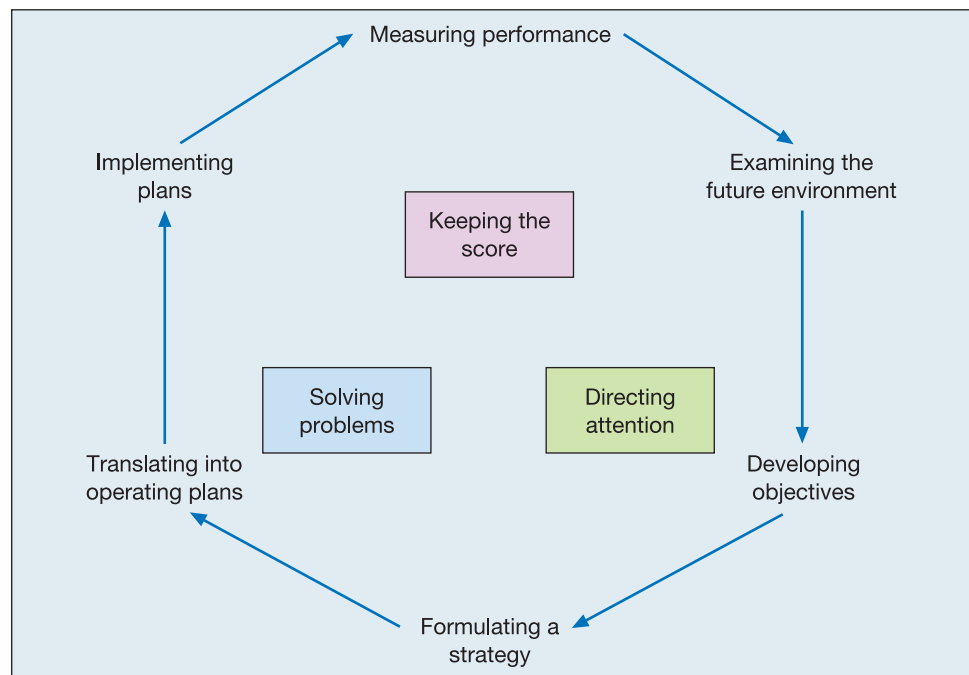 Measuring performance
Implementing
plans
Examining the
future environment
Keeping the
score
Solving
problems
Directing
attention
Translating into
operating plans
Developing
objectives
Formulating a
strategy